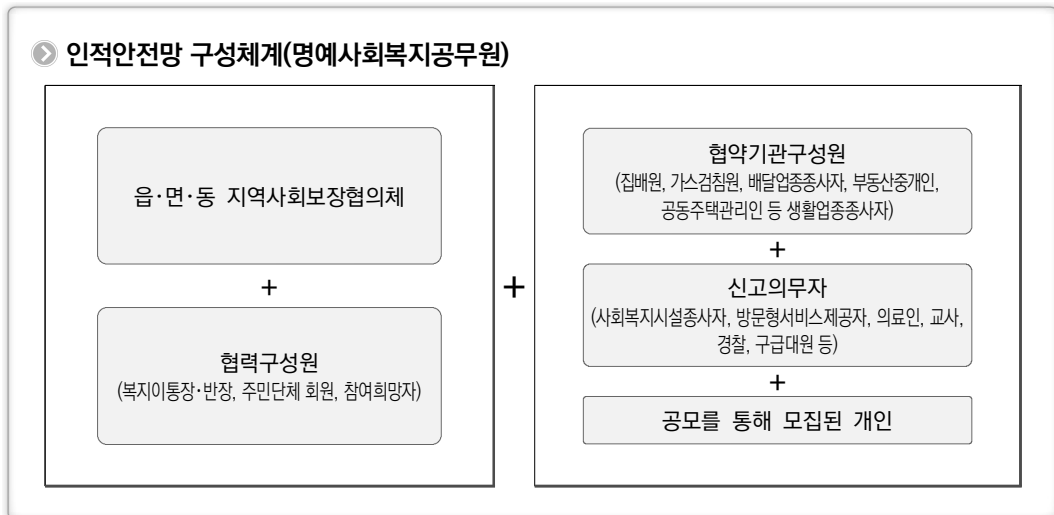 인적안전망 구성체계(명예사회복지공무원)
읍·면·동 지역사회보장협의체
+
협력구성원
(복지이통장·반장, 주민단체 회원, 참여희망자)
+
협약기관구성원
(집배원, 가스검침원, 배달업종종사자, 부동산중개인,
공동주택관리인 등 생활업종종사자)
+
신고의무자
(사회복지시설종사자, 방문형서비스제공자, 의료인, 교사,
경찰, 구급대원 등)
+
공모를 통해 모집된 개인